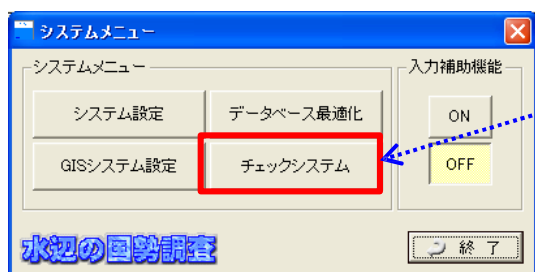 システムメニュー
システムメニュー
入力補助機能
システム設定
データベース最適化
ON
GISシステム設定
チェックシステム
OFF
水辺の国勢調査
終 了